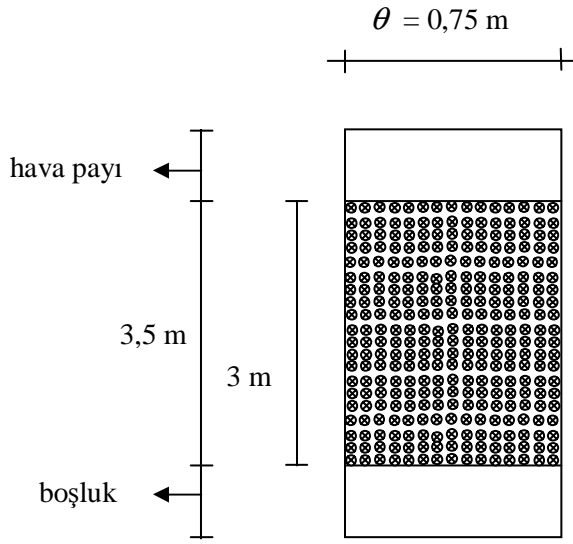 θ = 0,75 m
hava payı
3,5 m
3 m
boşluk